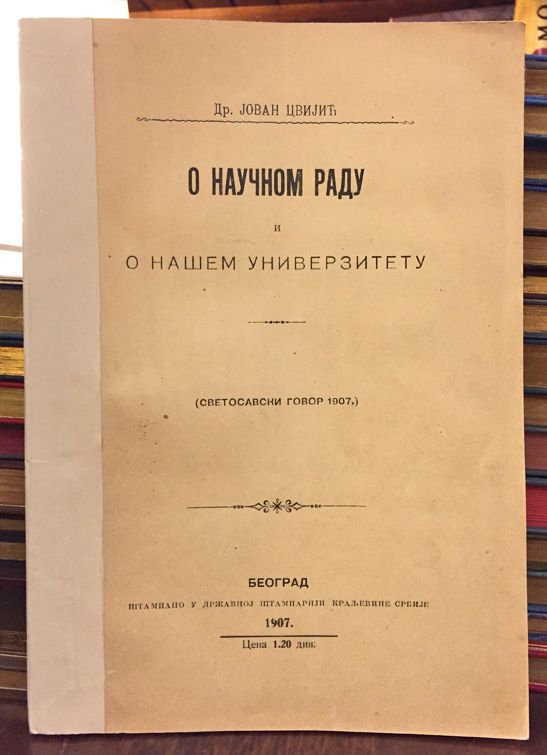 МО
Др. ЈОВАН ЦВИЈИЋ
О НАУЧНОМ РАДУ
и
О НАШЕМ УНИВЕРЗИТЕТУ
(СВЕТОСАВСКИ ГОВОР 1907.)
БЕОГРАД
ШТАМПАНО У ДРЖАВНОЈ ШТАМПАРИЈИ КРАЉЕВИНЕ СРБИЈЕ
1907.
Цена 1.20 дин.